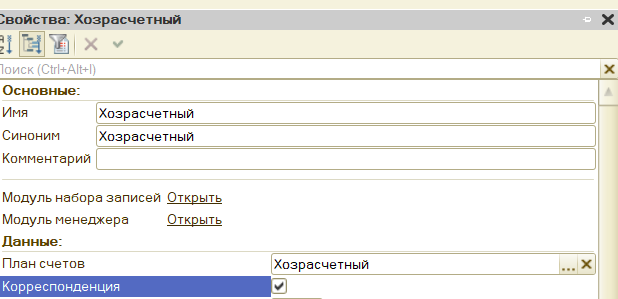 Свойства: Хозрасчетный
Поиск (Ctrl+Alt+I)
Основные:
Имя Хозрасчетный
Синоним Хозрасчетный
Комментарий
Модуль набора записей Открыть
Модуль менеджера Открыть
Данные:
План счетов Хозрасчетный ...
Корреспонденция